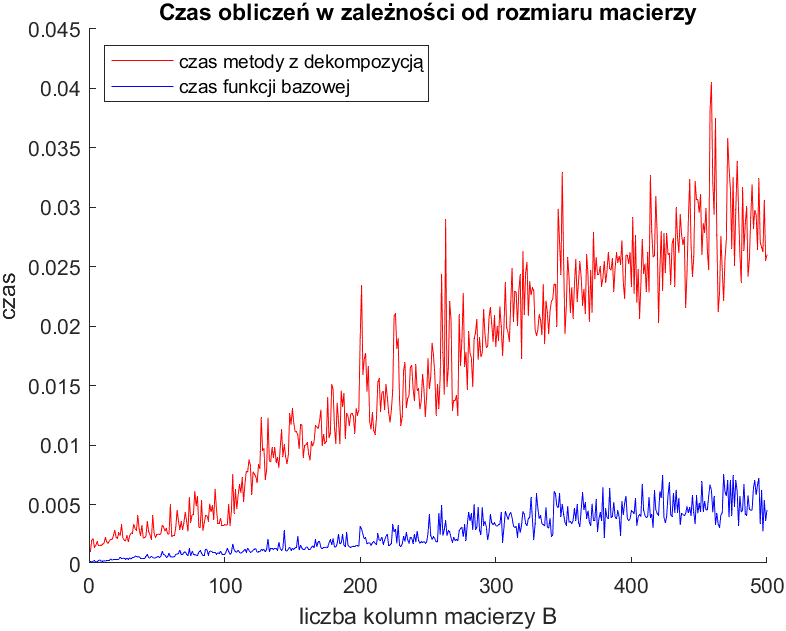 Czas obliczeń w zależności od rozmiaru macierzy
0.045
0.04
0.035
0.03
0.025
0.02
0.015
0.01
0.005
0
czas
czas metody z dekompozycją
czas funkcji bazowej
0 100 200 300 400 500
liczba kolumn macierzy B